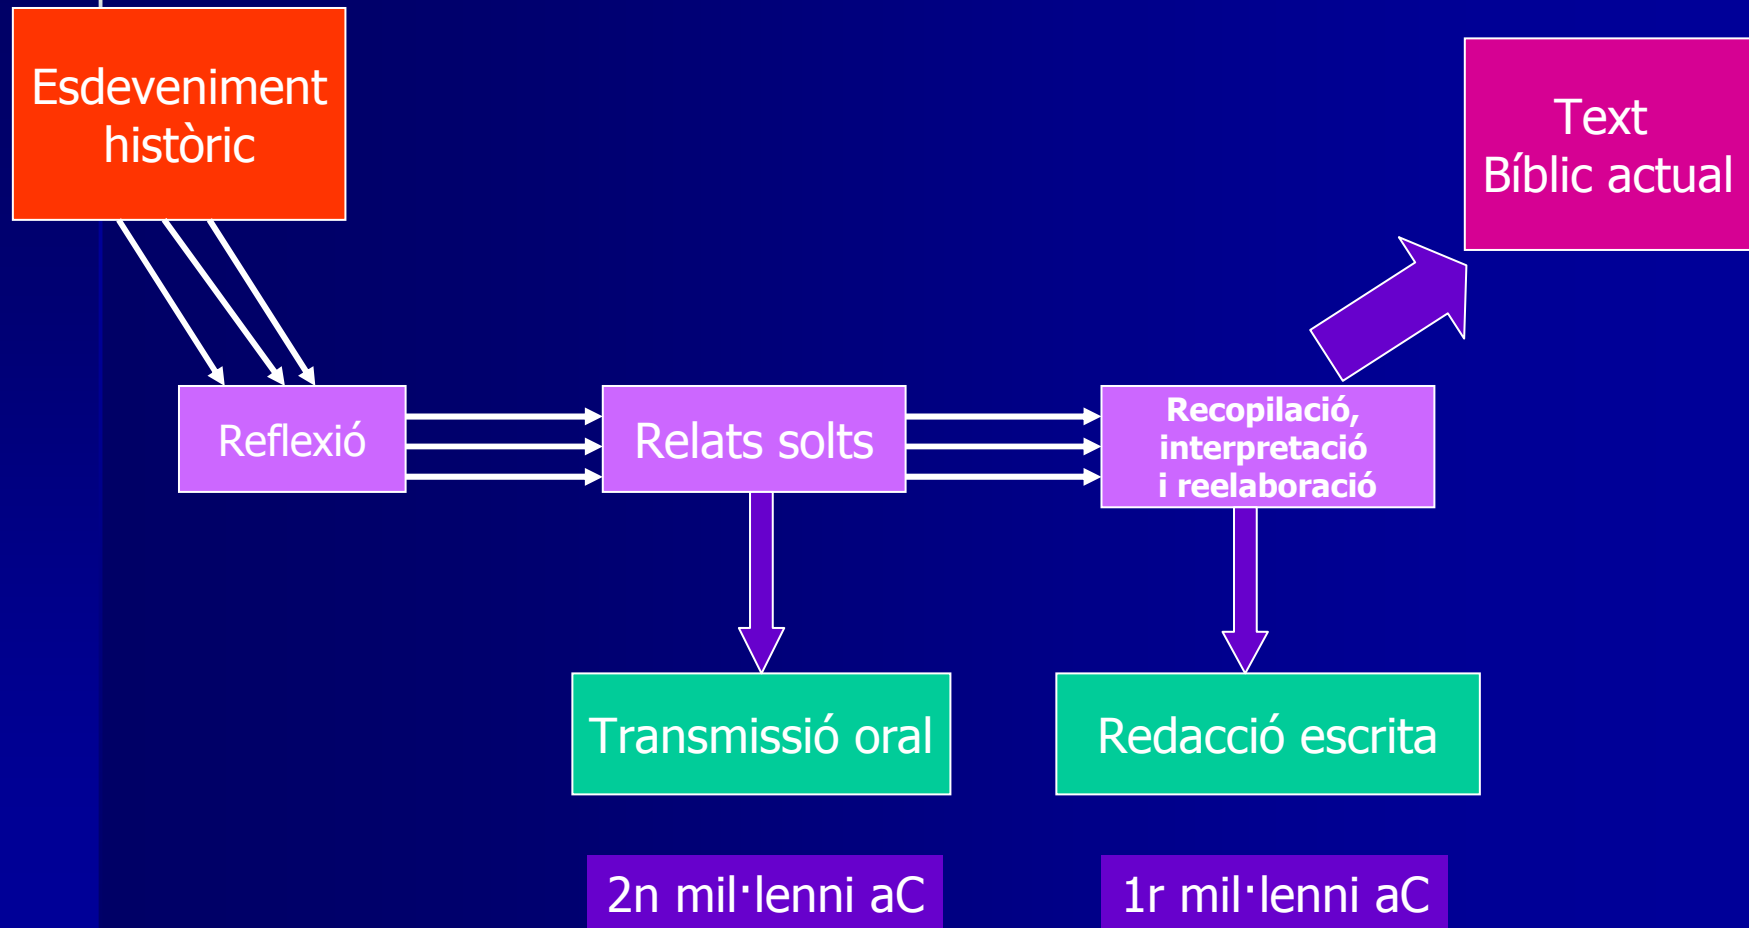 Esdeveniment
històric
Text
Bíblic actual
Reflexió
Relats solts
Recopilació,
interpretació
i reelaboració
Transmissió oral
Redacció escrita
2n mil·lenni aC
1r mil·lenni aC